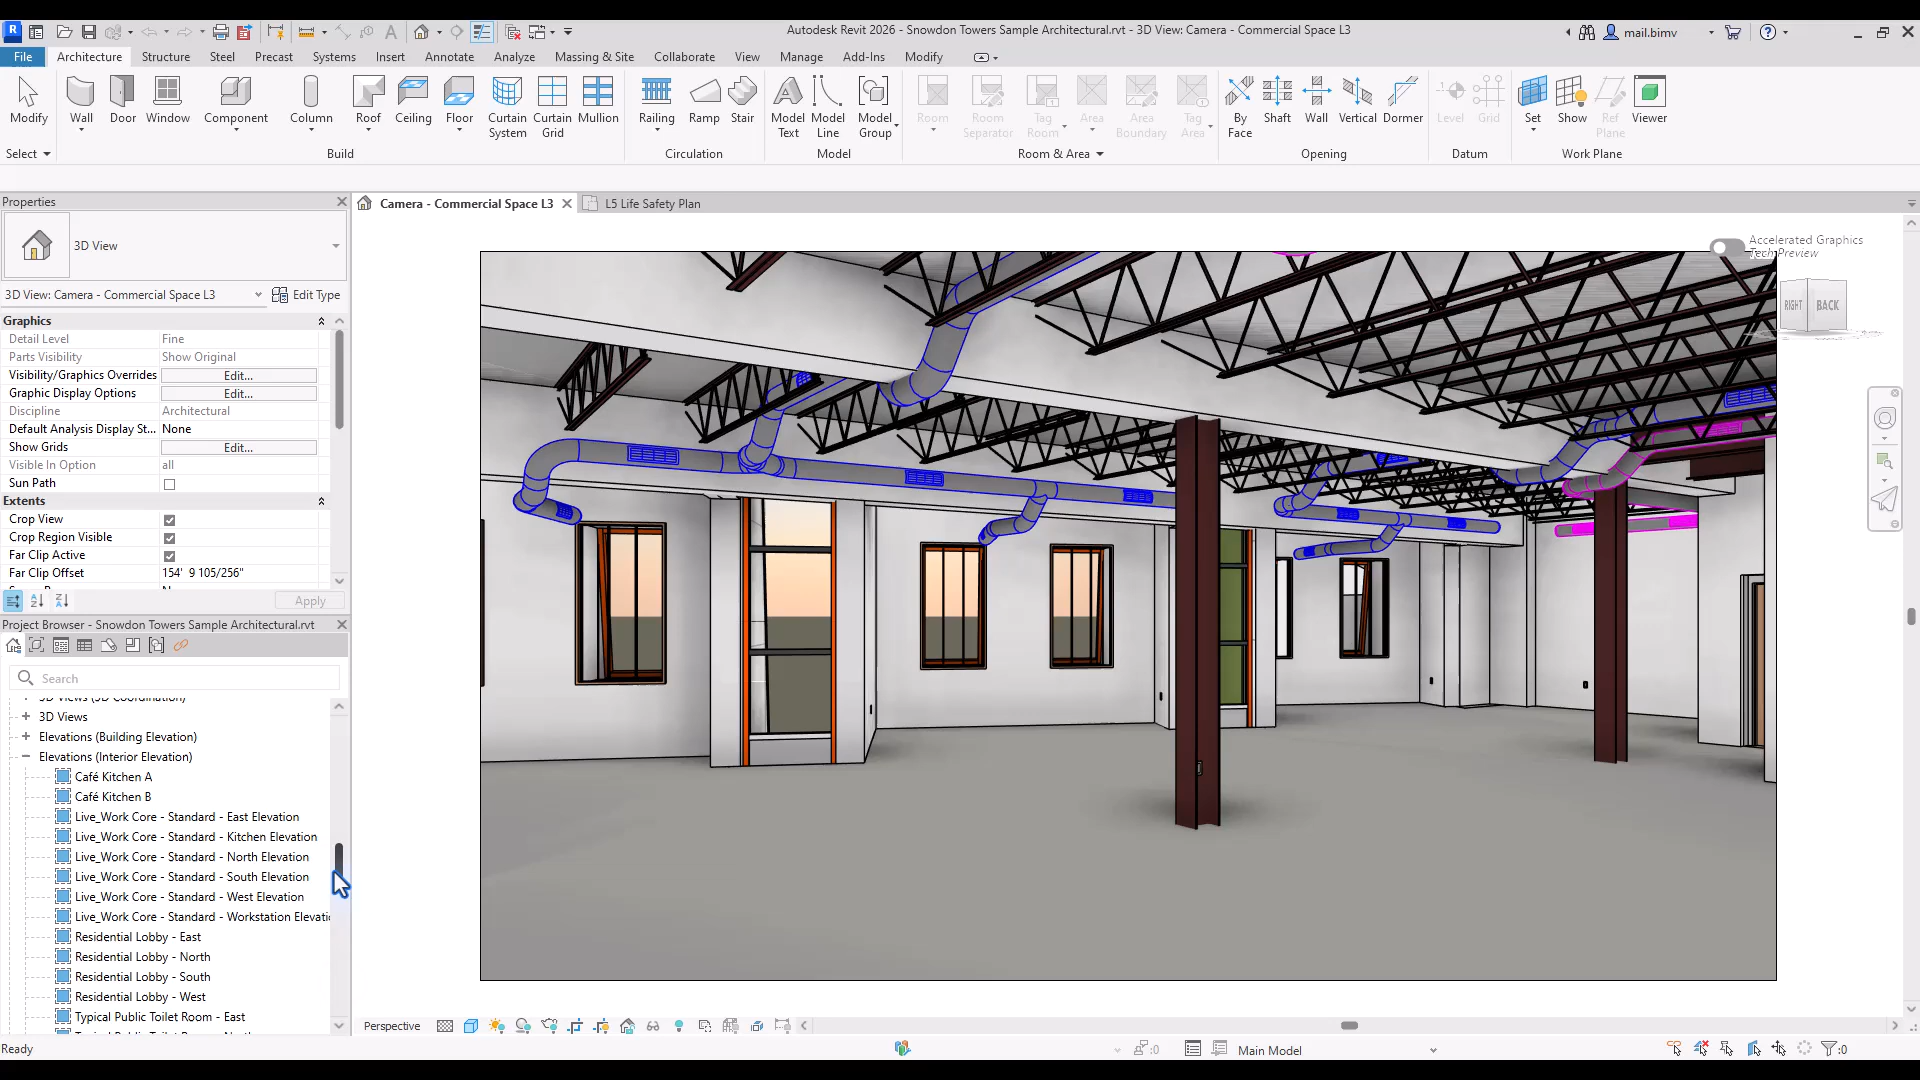 Autodesk Revit 2026 - Snowdon Towers Sample Architectural.rvt - 3D View: Camera - Commercial Space L3
mail.bimv
File Architecture Structure Steel Precast Systems Insert Annotate Analyze Massing & Site Collaborate View Manage Add-Ins Modify
Modify Wall Door Window Component Column Roof Ceiling Floor Curtain System Curtain Grid Mullion Railing Ramp Stair Model Text Model Line Model Group Room Room Separator Tag Room Area Area Boundary Tag Area By Face Shaft Wall Vertical Dormer Level Grid Set Show Ref Plane Viewer
Select Build Circulation Model Room & Area Opening Datum Work Plane
Properties
Camera - Commercial Space L3
L5 Life Safety Plan
3D View
3D View: Camera - Commercial Space L3
Edit Type
Graphics
Detail Level Fine
Parts Visibility Show Original
Visibility/Graphics Overrides Edit...
Graphic Display Options Edit...
Discipline Architectural
Default Analysis Display St... None
Show Grids Edit...
Visible In Option all
Sun Path
Extents
Crop View
Crop Region Visible
Far Clip Active
Far Clip Offset 154' 9 105/256"
Apply
Project Browser - Snowdon Towers Sample Architectural.rvt
Search
3D Views (3D Coordination)
3D Views
Elevations (Building Elevation)
Elevations (Interior Elevation)
Café Kitchen A
Café Kitchen B
Live_Work Core - Standard - East Elevation
Live_Work Core - Standard - Kitchen Elevation
Live_Work Core - Standard - North Elevation
Live_Work Core - Standard - South Elevation
Live_Work Core - Standard - West Elevation
Live_Work Core - Standard - Workstation Elevati
Residential Lobby - East
Residential Lobby - North
Residential Lobby - South
Residential Lobby - West
Typical Public Toilet Room - East
Accelerated Graphics
Tech Preview
RIGHT BACK
Perspective
Ready
:0
Main Model
:0